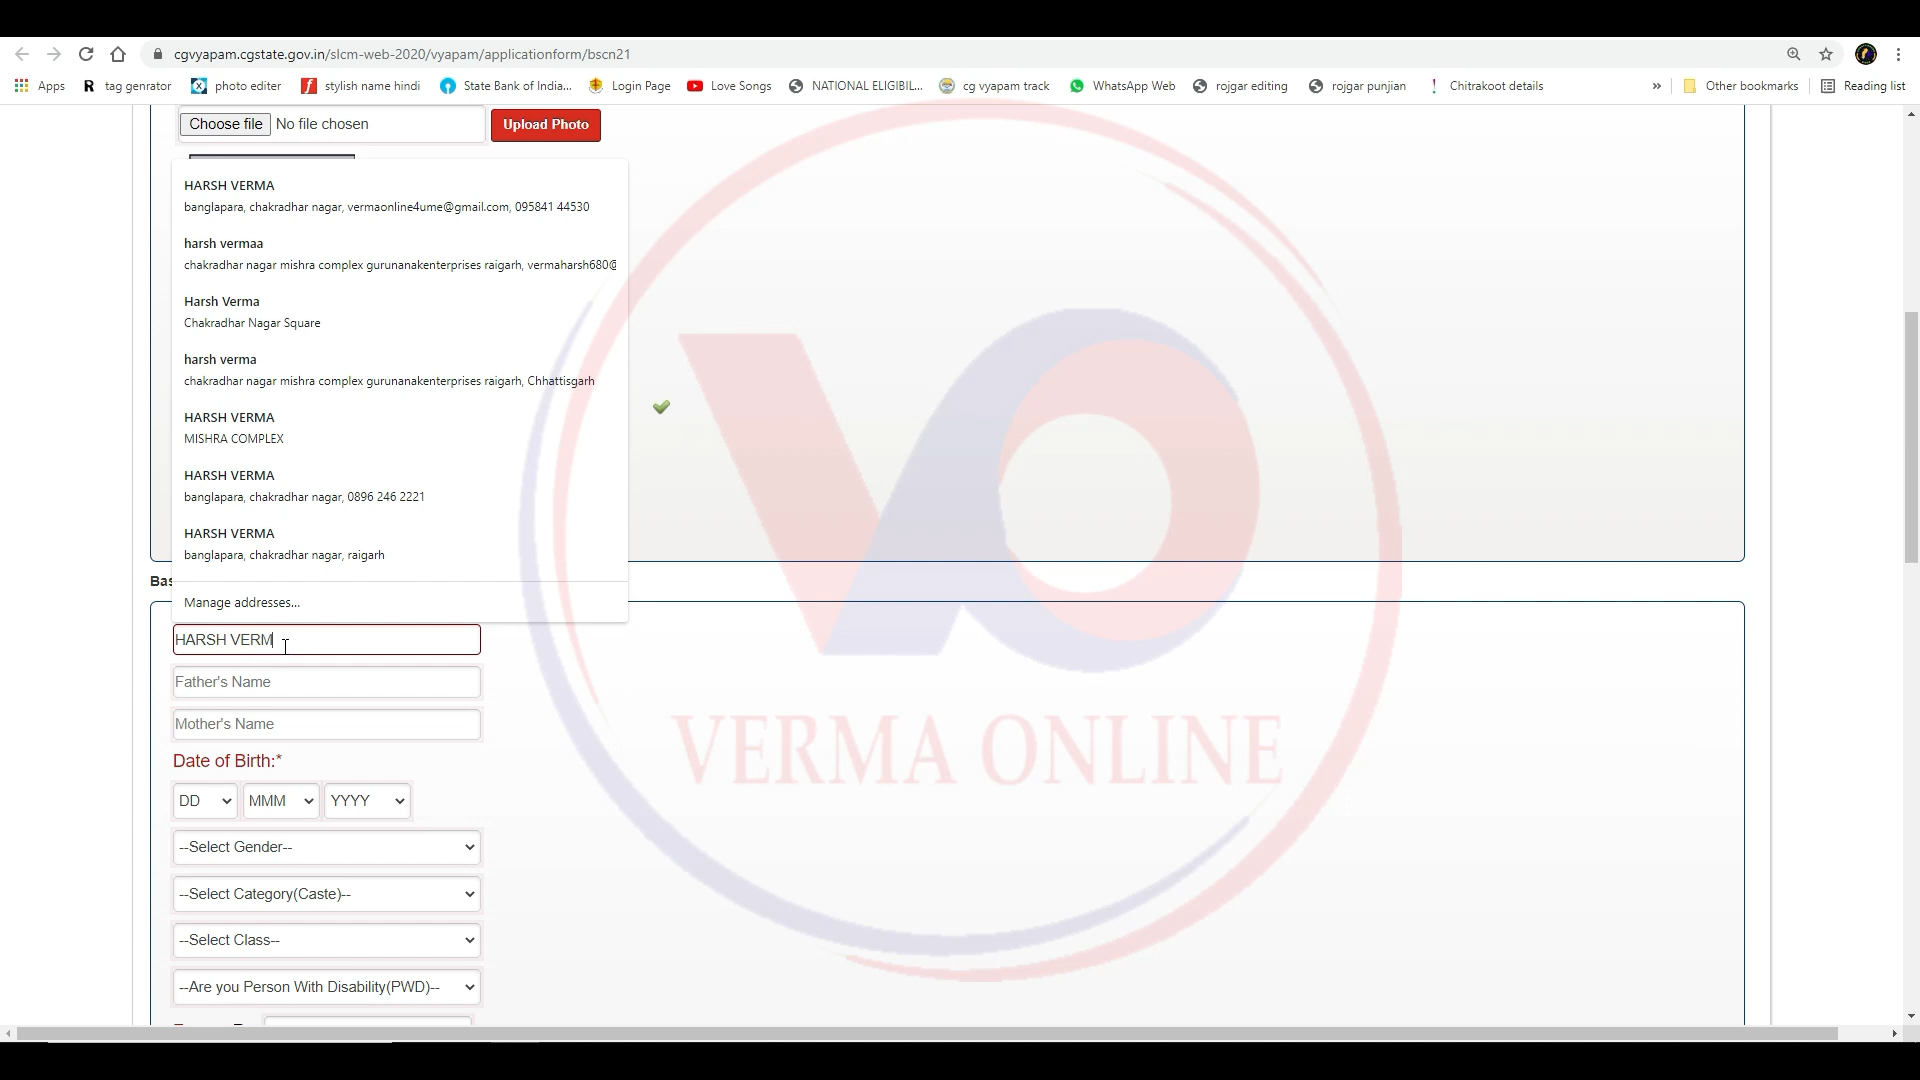 cgvyapam.cgstate.gov.in/slcm-web-2020/vyapam/applicationform/bscn21
Apps R tag genrator photo editer f stylish name hindi State Bank of India... Login Page Love Songs NATIONAL ELIGIBIL... cg vyapam track WhatsApp Web rojgar editing rojgar punjian ! Chitrakoot details » Other bookmarks Reading list
Choose file No file chosen Upload Photo
HARSH VERMA
banglapara, chakradhar nagar, vermaonline4ume@gmail.com, 095841 44530
harsh vermaa
chakradhar nagar mishra complex gurunanakenterprises raigarh, vermaharsh680@
Harsh Verma
Chakradhar Nagar Square
harsh verma
chakradhar nagar mishra complex gurunanakenterprises raigarh, Chhattisgarh
HARSH VERMA
MISHRA COMPLEX
HARSH VERMA
banglapara, chakradhar nagar, 0896 246 2221
HARSH VERMA
banglapara, chakradhar nagar, raigarh
Bas
Manage addresses...
HARSH VERM
Father's Name
Mother's Name
VERMA ONLINE
Date of Birth:*
DD MMM YYYY
--Select Gender--
--Select Category(Caste)--
--Select Class--
--Are you Person With Disability(PWD)--